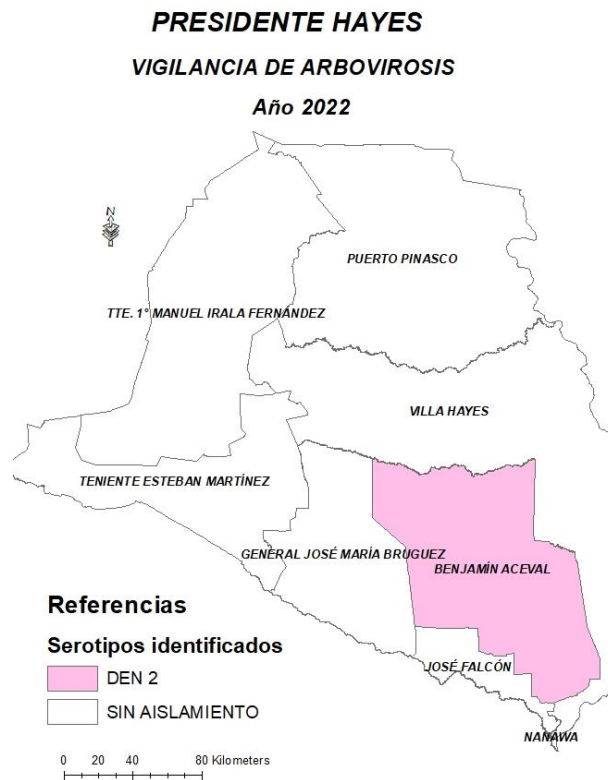 PRESIDENTE HAYES
VIGILANCIA DE ARBOVIROSIS
Año 2022
N
PUERTO PINASCO
TTE. 1° MANUEL IRALA FERNÁNDEZ
VILLA HAYES
TENIENTE ESTEBAN MARTÍNEZ
GENERAL JOSÉ MARÍA BRUGUEZ
BENJAMÍN ACEVAL
JOSÉ FALCÓN
NANAWA
Referencias
Serotipos identificados
DEN 2
SIN AISLAMIENTO
0 20 40 80 Kilometers